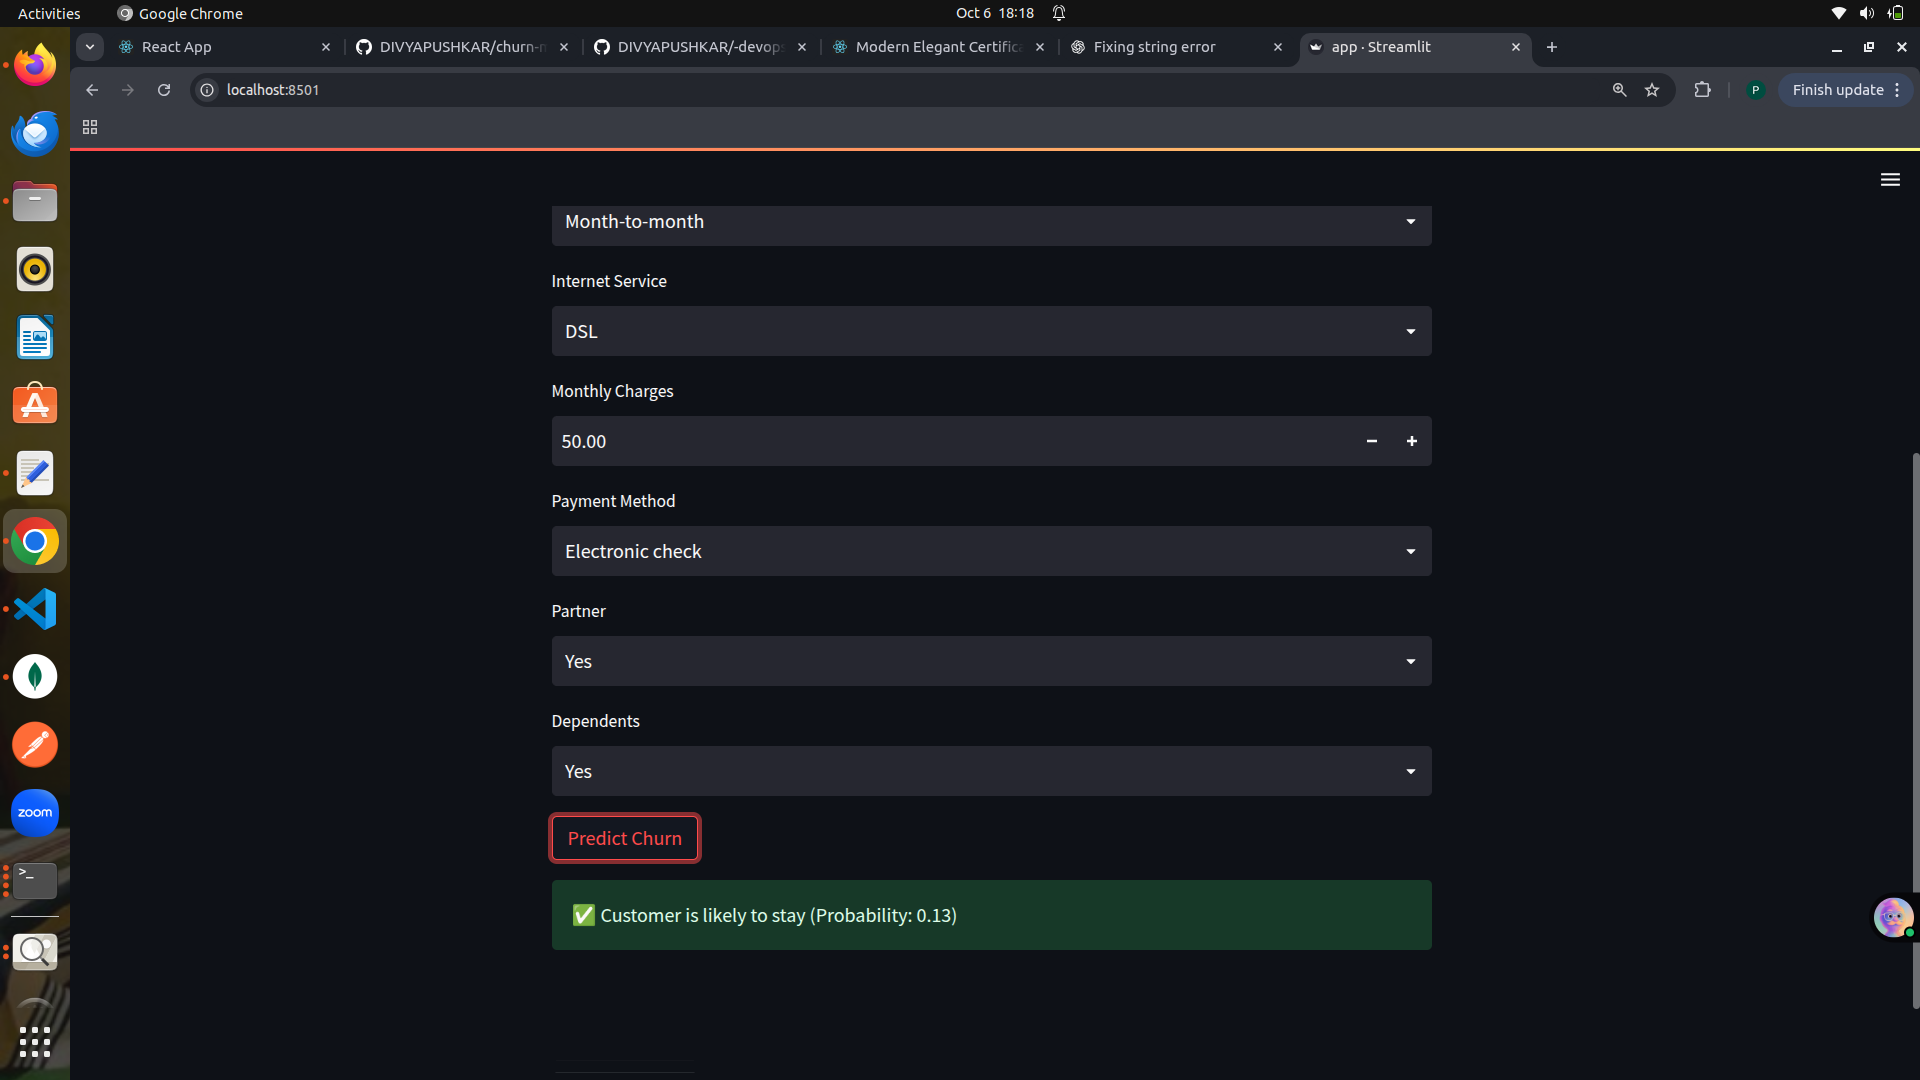 Activities
Google Chrome
Oct 6 18:18
React App
DIVYAPUSHKAR/churn-m
DIVYAPUSHKAR/-devops
Modern Elegant Certifica
Fixing string error
app · Streamlit
localhost:8501
P
Finish update
Month-to-month
Internet Service
DSL
Monthly Charges
50.00
Payment Method
Electronic check
Partner
Yes
Dependents
Yes
Predict Churn
✅ Customer is likely to stay (Probability: 0.13)
zoom
>_